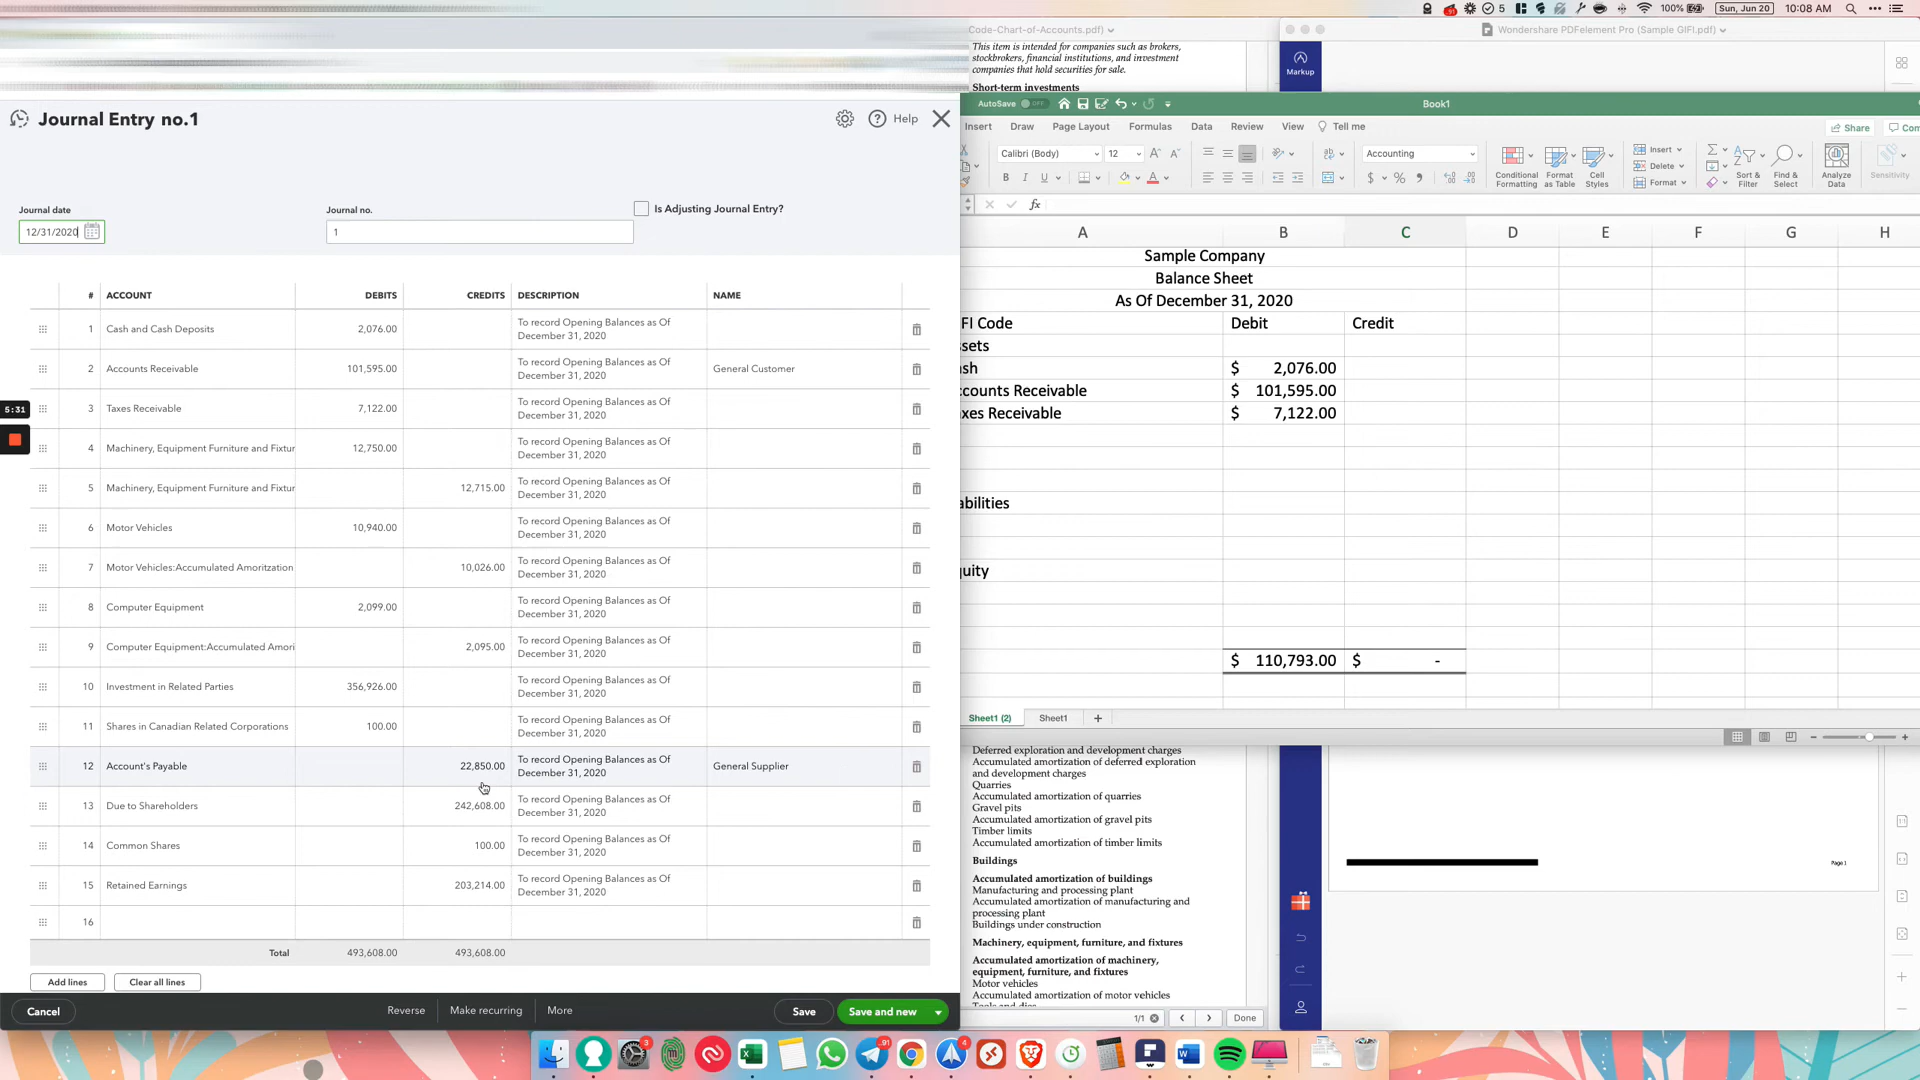 5
91
100%
Sun, Jun 20
10:08 AM
Code-Chart-of-Accounts.pdf)
Wondershare PDFelement Pro (Sample GIFI.pdf)
This item is intended for companies such as brokers,
stockbrokers, financial institutions, and investment
companies that hold securities for sale.
Short-term investments
Markup
Journal Entry no.1
Help
Journal date
12/31/2020
Journal no.
1
Is Adjusting Journal Entry?
# ACCOUNT DEBITS CREDITS DESCRIPTION NAME
1 Cash and Cash Deposits 2,076.00 To record Opening Balances as Of
December 31, 2020
2 Accounts Receivable 101,595.00 To record Opening Balances as Of General Customer
December 31, 2020
3 Taxes Receivable 7,122.00 To record Opening Balances as Of
December 31, 2020
4 Machinery, Equipment Furniture and Fixtur 12,750.00 To record Opening Balances as Of
December 31, 2020
5 Machinery, Equipment Furniture and Fixtur 12,715.00 To record Opening Balances as Of
December 31, 2020
6 Motor Vehicles 10,940.00 To record Opening Balances as Of
December 31, 2020
7 Motor Vehicles:Accumulated Amoritzation 10,026.00 To record Opening Balances as Of
December 31, 2020
8 Computer Equipment 2,099.00 To record Opening Balances as Of
December 31, 2020
9 Computer Equipment:Accumulated Amori 2,095.00 To record Opening Balances as Of
December 31, 2020
10 Investment in Related Parties 356,926.00 To record Opening Balances as Of
December 31, 2020
11 Shares in Canadian Related Corporations 100.00 To record Opening Balances as Of
December 31, 2020
12 Account's Payable 22,850.00 To record Opening Balances as Of General Supplier
December 31, 2020
13 Due to Shareholders 242,608.00 To record Opening Balances as Of
December 31, 2020
14 Common Shares 100.00 To record Opening Balances as Of
December 31, 2020
15 Retained Earnings 203,214.00 To record Opening Balances as Of
December 31, 2020
16
Total 493,608.00 493,608.00
Add lines
Clear all lines
Cancel
Reverse
Make recurring
More
Save
Save and new
5:31
AutoSave OFF
Book1
Insert Draw Page Layout Formulas Data Review View Tell me
Share
Com
Calibri (Body) 12
Accounting
Conditional
Formatting
Format
as Table
Cell
Styles
Insert
Delete
Format
Sort &
Filter
Find &
Select
Analyze
Data
Sensitivity
fx
A B C D E F G H
Sample Company
Balance Sheet
As Of December 31, 2020
FI Code Debit Credit
ssets
ash $ 2,076.00
ccounts Receivable $ 101,595.00
axes Receivable $ 7,122.00
abilities
quity
$ 110,793.00 $ -
Sheet1 (2)
Sheet1
Deferred exploration and development charges
Accumulated amortization of deferred exploration
and development charges
Quarries
Accumulated amortization of quarries
Gravel pits
Accumulated amortization of gravel pits
Timber limits
Accumulated amortization of timber limits
Buildings
Accumulated amortization of buildings
Manufacturing and processing plant
Accumulated amortization of manufacturing and
processing plant
Buildings under construction
Machinery, equipment, furniture, and fixtures
Accumulated amortization of machinery,
equipment, furniture, and fixtures
Motor vehicles
Accumulated amortization of motor vehicles
Tools and dies
1/1
Done
Page 1
3
91
4